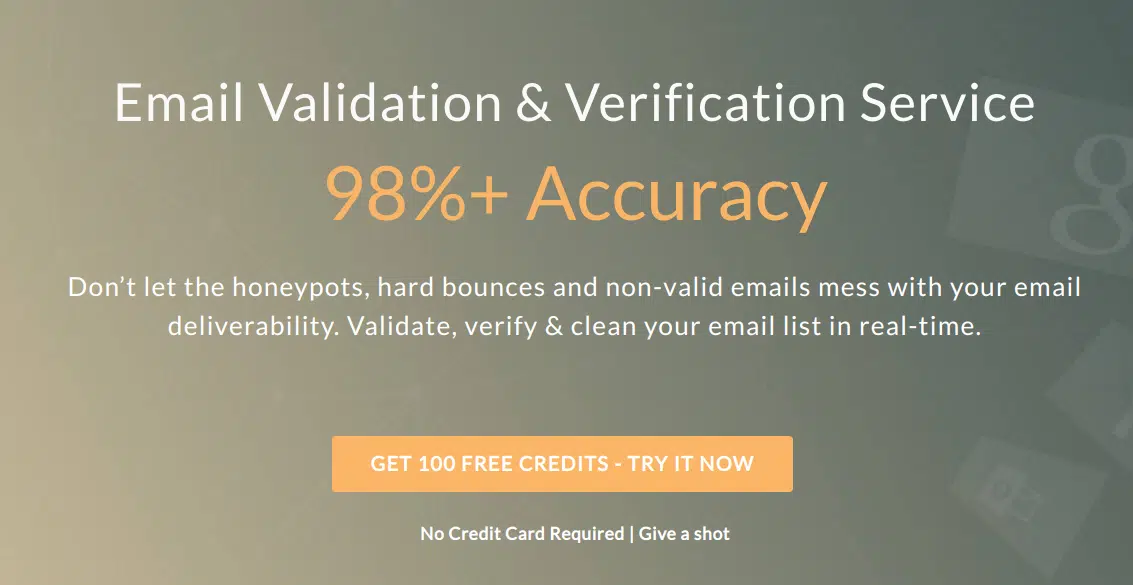 Email Validation & Verification Service
98%+ Accuracy
Don’t let the honeypots, hard bounces and non-valid emails mess with your email
deliverability. Validate, verify & clean your email list in real-time.
GET 100 FREE CREDITS - TRY IT NOW
No Credit Card Required | Give a shot
g